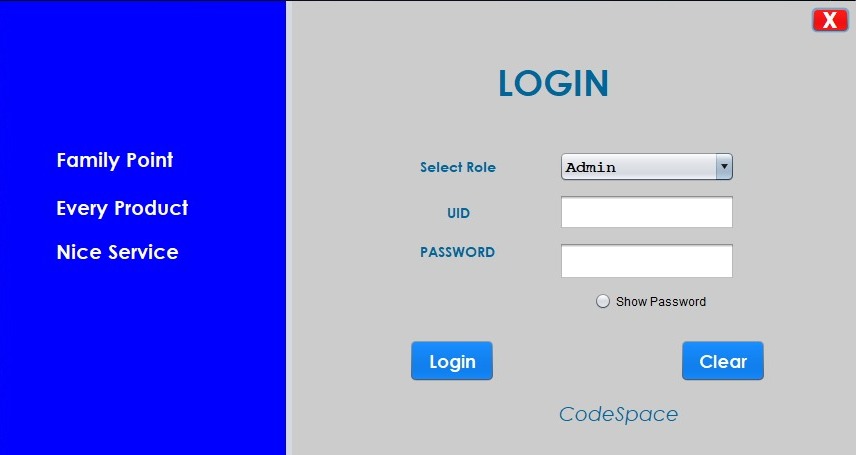 X
LOGIN
Family Point
Every Product
Nice Service
Select Role
Admin
UID
PASSWORD
Show Password
Login
Clear
CodeSpace